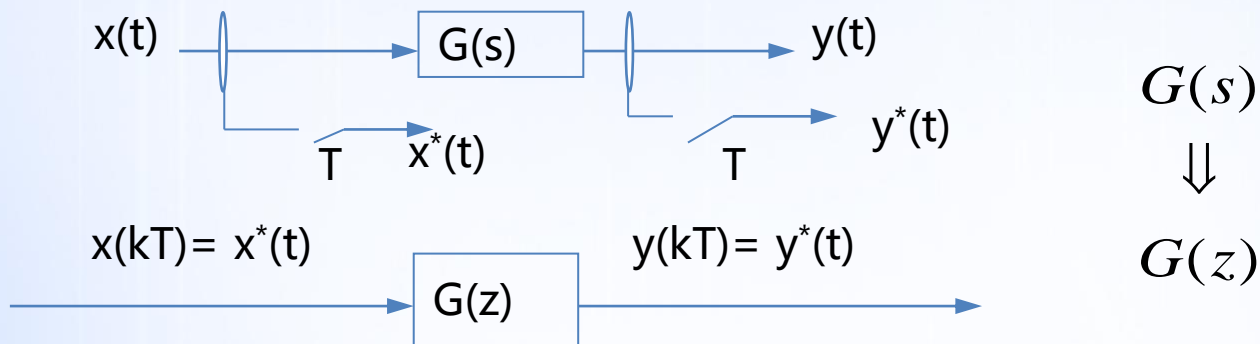 x(t)
G(s)
y(t)
T
x*(t)
T
y*(t)
x(kT)= x*(t)
y(kT)= y*(t)
G(z)
G(s)
⇓
G(z)